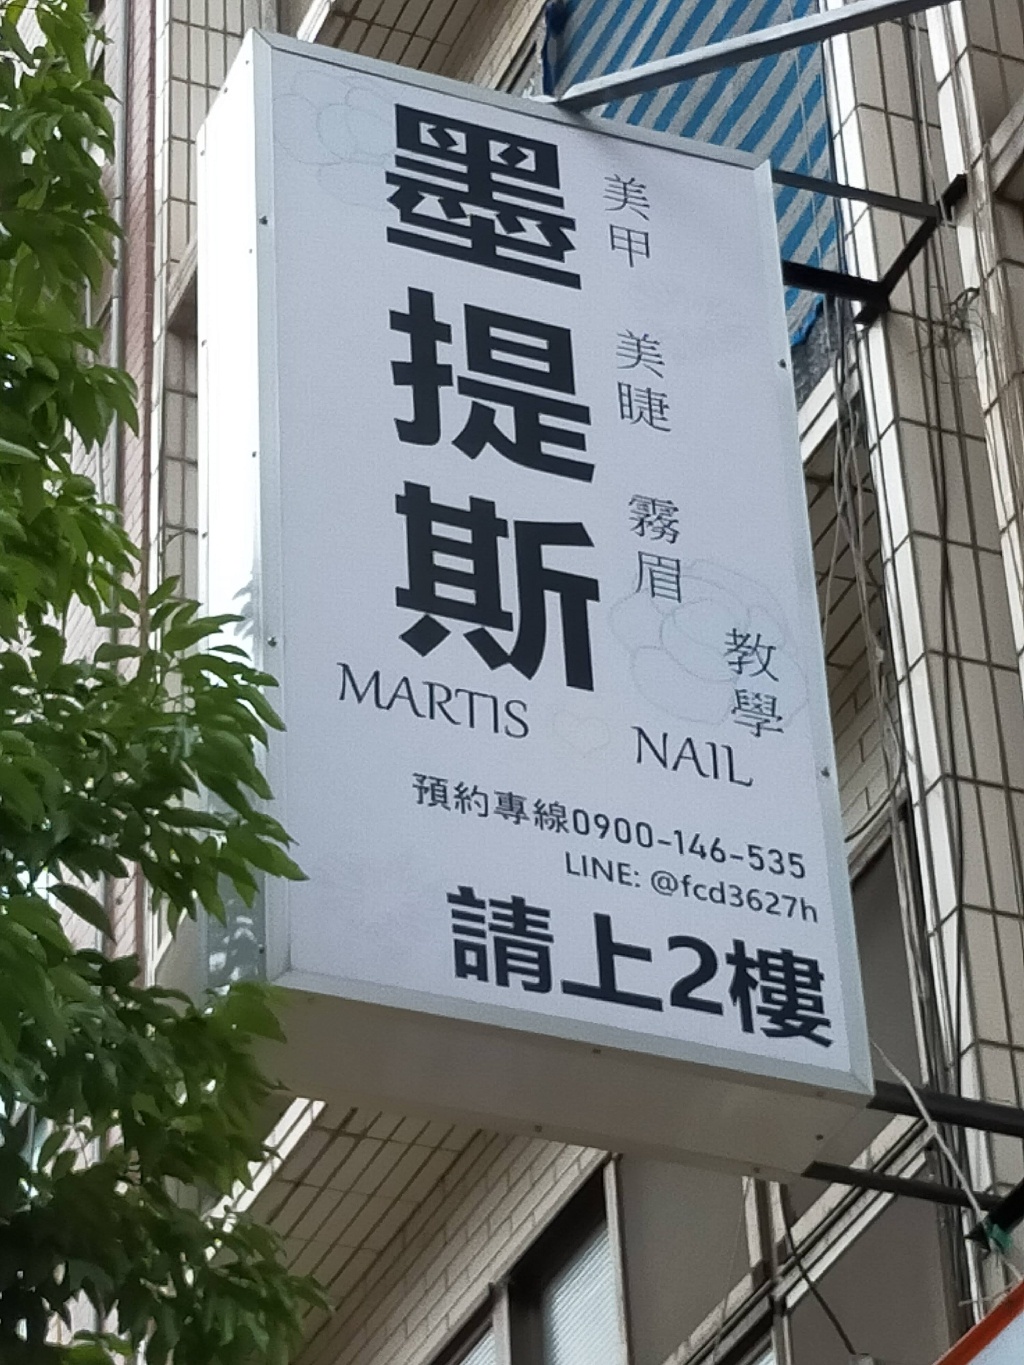 墨提斯
美甲 美睫 霧眉
教學
MARTIS NAIL
預約專線0900-146-535
LINE: @fcd3627h
請上2樓